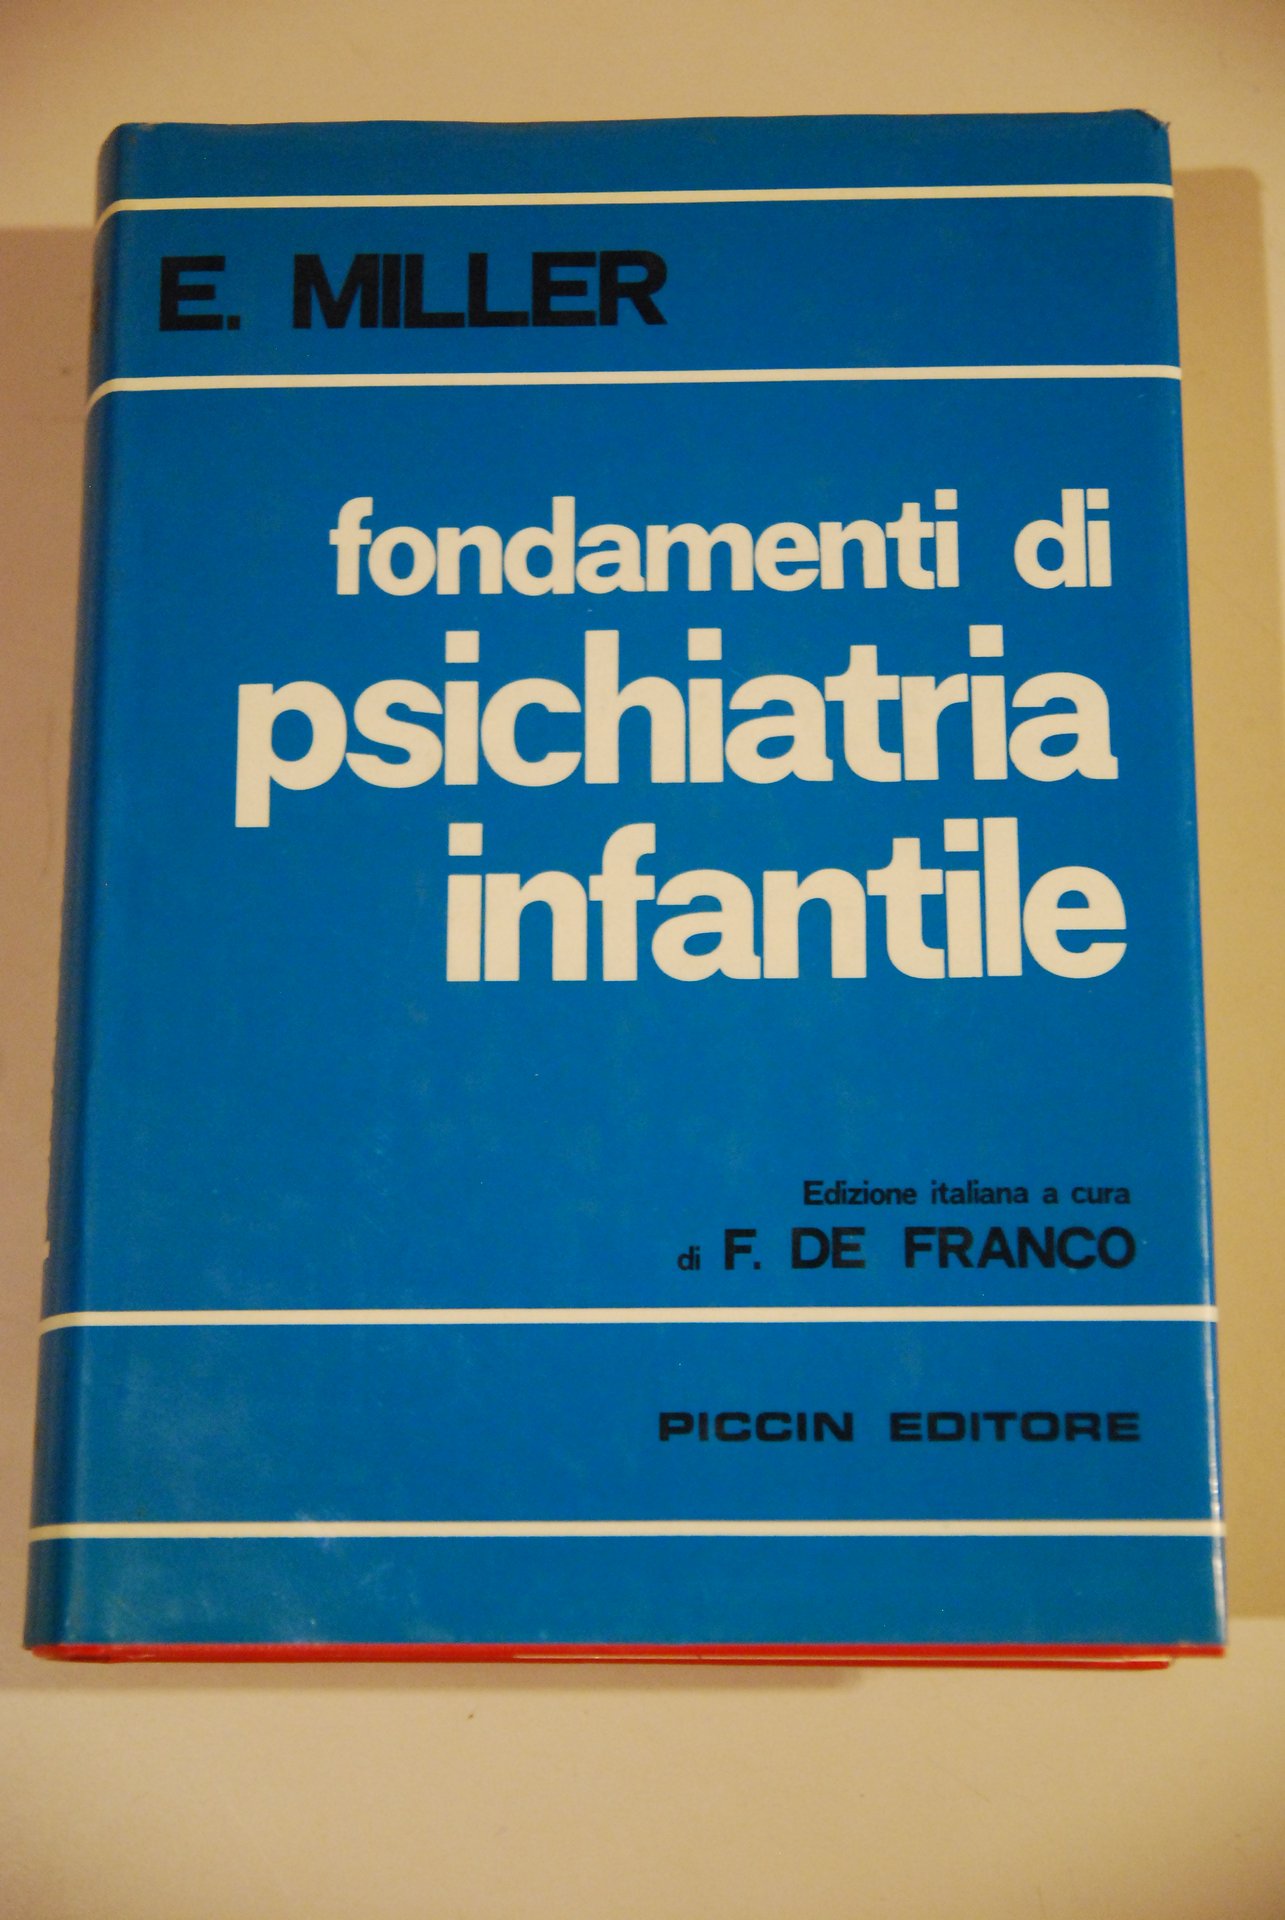 E. MILLER
fondamenti di
psichiatria
infantile
Edizione italiana a cura
di F. DE FRANCO
PICCIN EDITORE